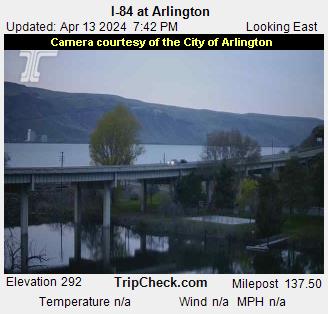 I-84 at Arlington
Updated: Apr 13 2024 7:42 PM Looking East
Camera courtesy of the City of Arlington
Elevation 292 TripCheck.com Milepost 137.50
Temperature n/a Wind n/a MPH n/a